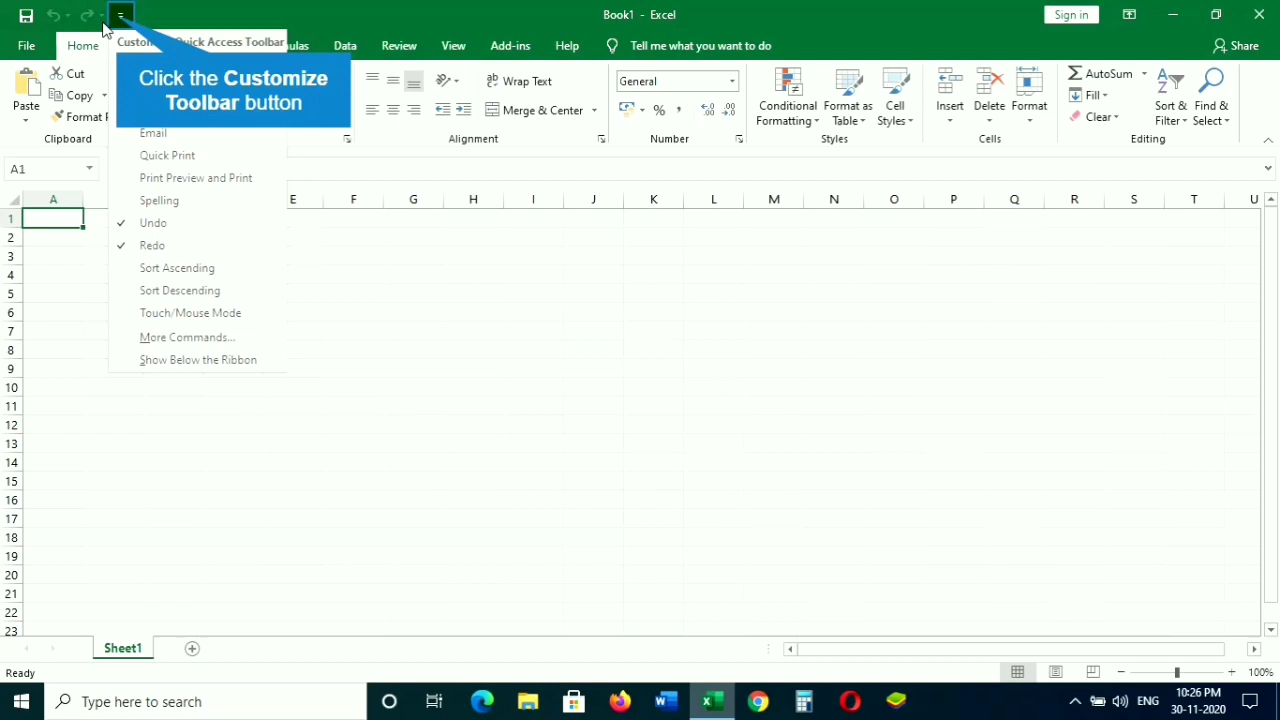 Book1 - Excel
Sign in
File
Home
Data
Review
View
Add-ins
Help
Tell me what you want to do
Share
Quick Access Toolbar
Click the Customize
Toolbar button
Paste
Cut
Copy
Clipboard
Wrap Text
Merge & Center
Alignment
General
%
Number
Conditional
Formatting
Format as
Table
Cell
Styles
Styles
Insert
Delete
Format
Cells
AutoSum
Fill
Clear
Sort &
Filter
Find &
Select
Editing
Email
Quick Print
Print Preview and Print
Spelling
Undo
Redo
Sort Ascending
Sort Descending
Touch/Mouse Mode
More Commands...
Show Below the Ribbon
A1
A E F G H I J K L M N O P Q R S T U
1
2
3
4
5
6
7
8
9
10
11
12
13
14
15
16
17
18
19
20
21
22
23
Sheet1
Ready
100%
Type here to search
ENG
10:26 PM
30-11-2020